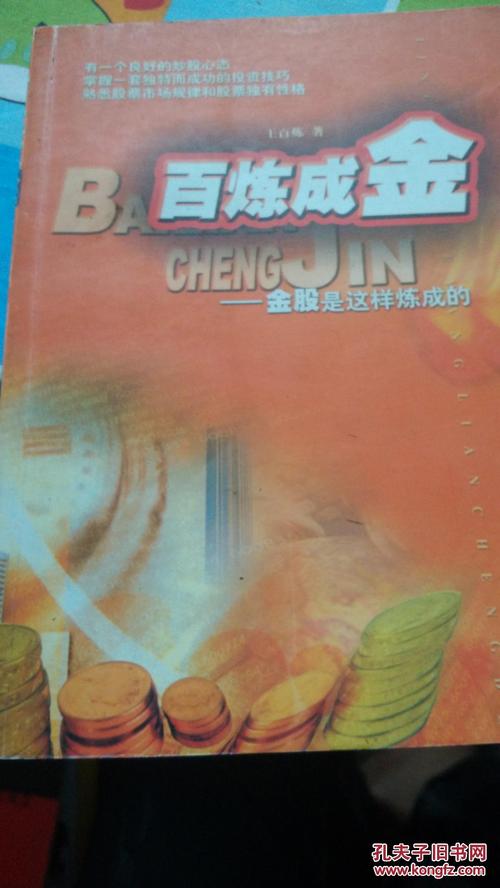 有一个良好的炒股心态
掌握一套独特而成功的投资技巧
熟悉股票市场规律和股票独有性格
王百炼 著
百炼成金
CHENG JIN
——金股是这样炼成的
孔夫子旧书网
www.kongfz.com